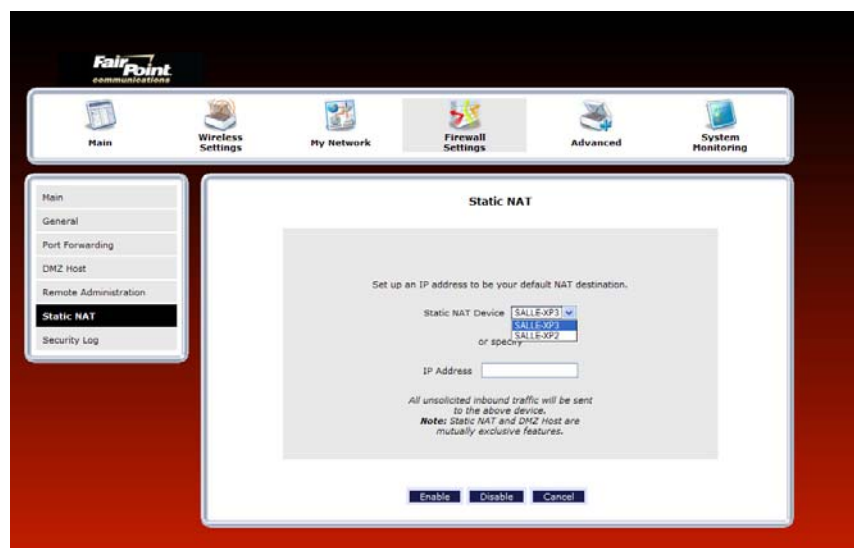 FairPoint
communications
Main
Wireless
Settings
My Network
Firewall
Settings
Advanced
System
Monitoring
Main
General
Port Forwarding
DMZ Host
Remote Administration
Static NAT
Security Log
Static NAT
Set up an IP address to be your default NAT destination.
Static NAT Device SALLE-XP3
SALLE-XP3
SALLE-XP2
or specify
IP Address
All unsolicited inbound traffic will be sent
to the above device.
Note: Static NAT and DMZ Host are
mutually exclusive features.
Enable Disable Cancel